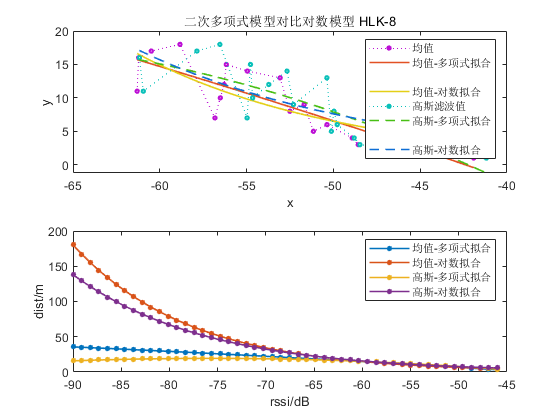 二次多项式模型对比对数模型 HLK-8
20
15
10
5
0
y
-65
-60
-55
-50
-45
-40
x
均值
均值-多项式拟合
均值-对数拟合
高斯滤波值
高斯-多项式拟合
高斯-对数拟合
200
150
100
50
0
dist/m
-90
-85
-80
-75
-70
-65
-60
-55
-50
-45
rssi/dB
均值-多项式拟合
均值-对数拟合
高斯-多项式拟合
高斯-对数拟合